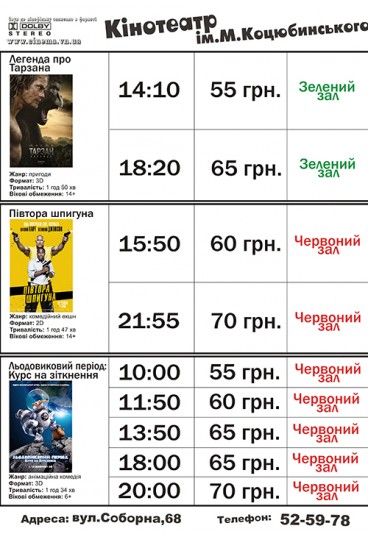 DOLBY
STEREO
www.cinema.vn.ua
Кінотеатр
ім.М.Коцюбинського
Легенда про
Тарзана
ТАРЗАН
Жанр: пригоди
Формат: 3D
Тривалість: 1 год 50 хв
Вікові обмеження: 14+
14:10 55 грн. Зелений зал
18:20 65 грн. Зелений зал
Півтора шпигуна
ПІВТОРА
ШПИГУНА
Жанр: комедійний екшн
Формат: 2D
Тривалість: 1 год 47 хв
Вікові обмеження: 14+
15:50 60 грн. Червоний зал
21:55 70 грн. Червоний зал
Льодовиковий період:
Курс на зіткнення
Жанр: анімаційна комедія
Формат: 3D
Тривалість: 1 год 34 хв
Вікові обмеження: 6+
10:00 55 грн. Червоний зал
11:50 60 грн. Червоний зал
13:50 65 грн. Червоний зал
18:00 65 грн. Червоний зал
20:00 70 грн. Червоний зал
Адреса: вул.Соборна,68 Телефон: 52-59-78